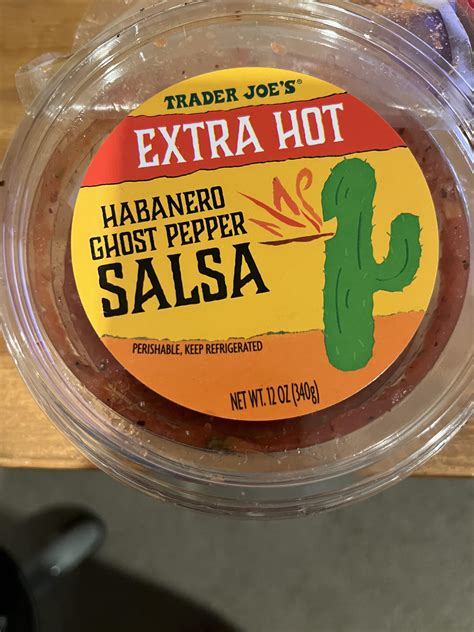 TRADER JOE'S®
EXTRA HOT
HABANERO
GHOST PEPPER
SALSA
PERISHABLE, KEEP REFRIGERATED
NET WT. 12 OZ (340g)